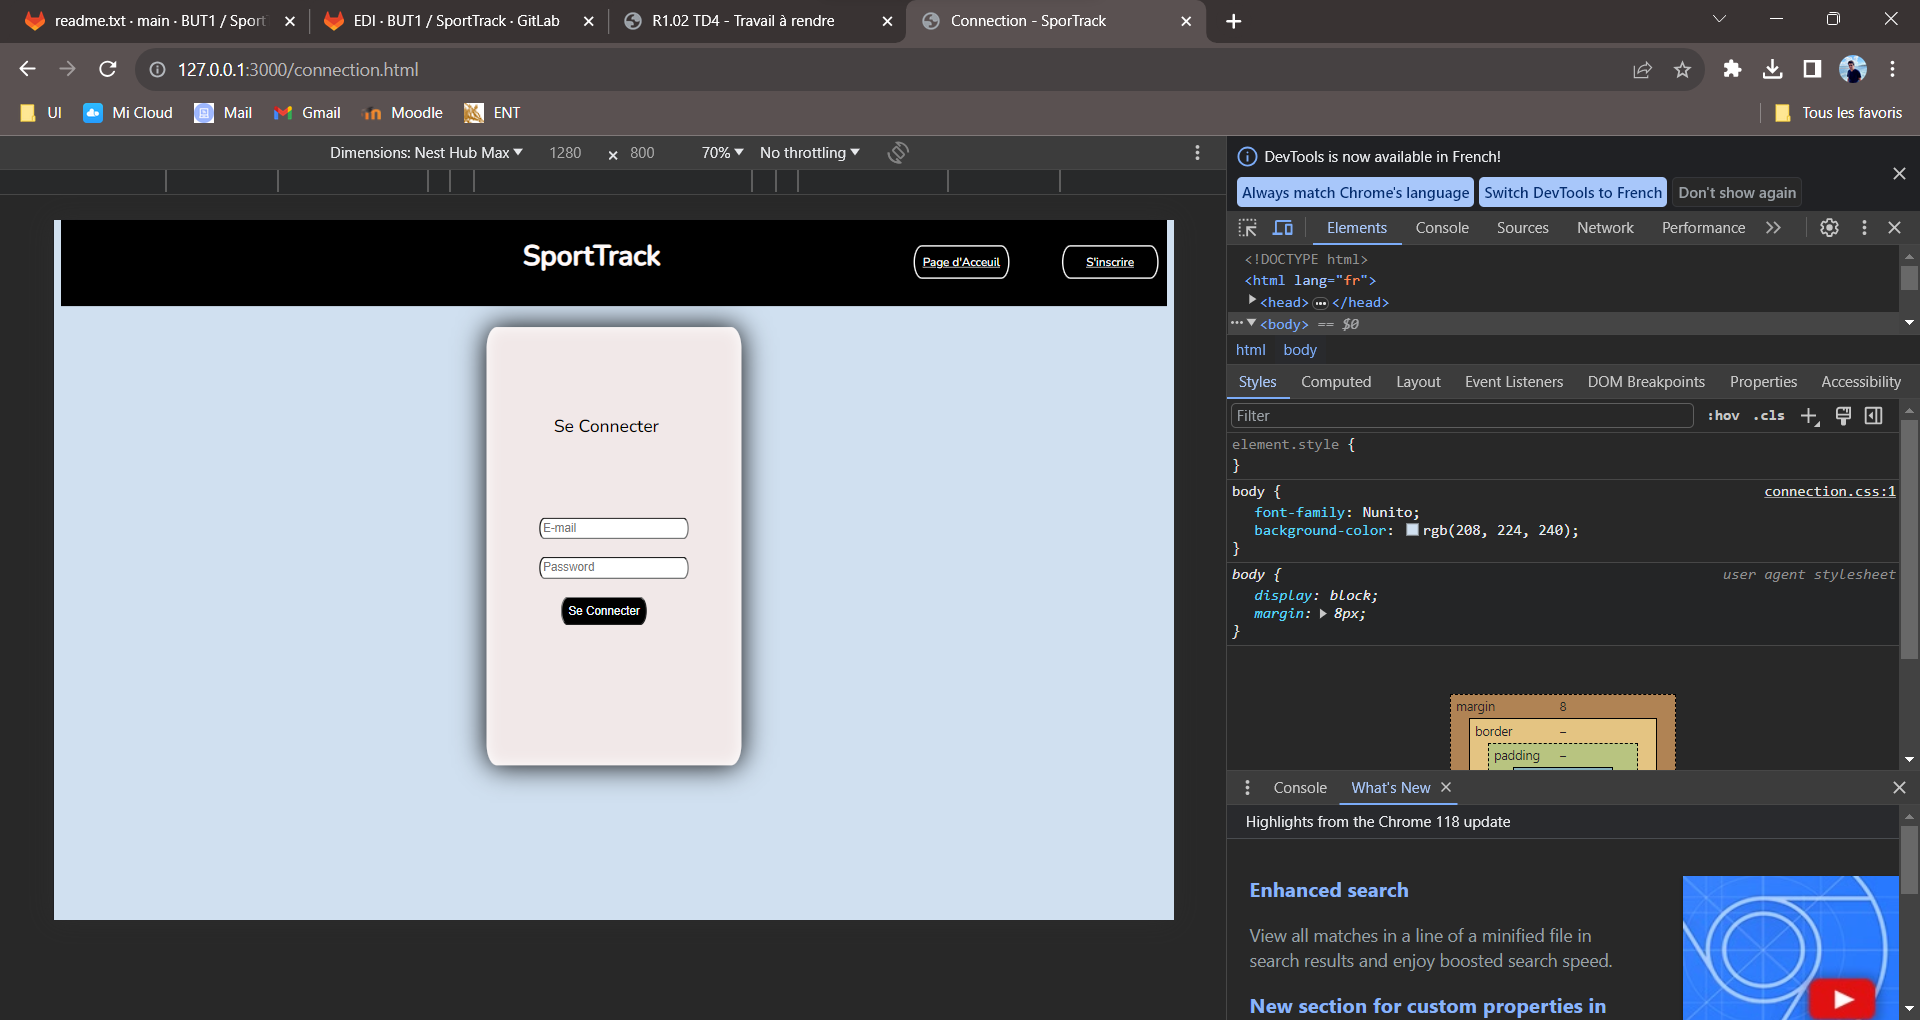 readme.txt · main · BUT1 / Sport
EDI · BUT1 / SportTrack · GitLab
R1.02 TD4 - Travail à rendre
Connection - SporTrack
127.0.0.1:3000/connection.html
UI
Mi Cloud
Mail
Gmail
Moodle
ENT
Tous les favoris
Dimensions: Nest Hub Max
1280
x
800
70%
No throttling
SportTrack
Page d'Acceuil
S'inscrire
Se Connecter
E-mail
Password
Se Connecter
DevTools is now available in French!
Always match Chrome's language
Switch DevTools to French
Don't show again
Elements
Console
Sources
Network
Performance
<!DOCTYPE html>
<html lang="fr">
<head> ⋯ </head>
⋯ <body> == $0
html
body
Styles
Computed
Layout
Event Listeners
DOM Breakpoints
Properties
Accessibility
Filter
:hov
.cls
element.style {
}
body {
connection.css:1
font-family: Nunito;
background-color: rgb(208, 224, 240);
}
body {
user agent stylesheet
display: block;
margin: 8px;
}
margin
8
border
–
padding
–
Console
What's New
Highlights from the Chrome 118 update
Enhanced search
View all matches in a line of a minified file in
search results and enjoy boosted search speed.
New section for custom properties in